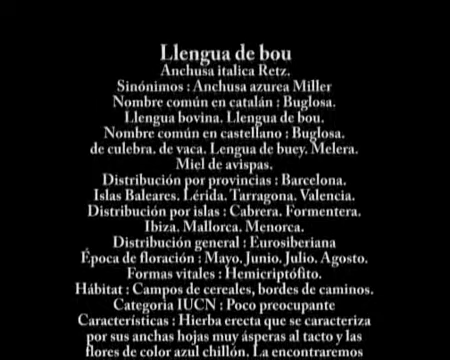 Llengua de bou
Anchusa italica Retz.
Sinónimos : Anchusa azurea Miller
Nombre común en catalán : Buglosa.
Llengua bovina. Llengua de bou.
Nombre común en castellano : Buglosa.
de culebra. de vaca. Lengua de buey. Melera.
Miel de avispas.
Distribución por provincias : Barcelona.
Islas Baleares. Lérida. Tarragona. Valencia.
Distribución por islas : Cabrera. Formentera.
Ibiza. Mallorca. Menorca.
Distribución general : Eurosiberiana
Época de floración : Mayo. Junio. Julio. Agosto.
Formas vitales : Hemicriptófito.
Hábitat : Campos de cereales, bordes de caminos.
Categoria IUCN : Poco preocupante
Características : Hierba erecta que se caracteriza
por sus anchas hojas muy ásperas al tacto y las
flores de color azul chillón. La encontraremos